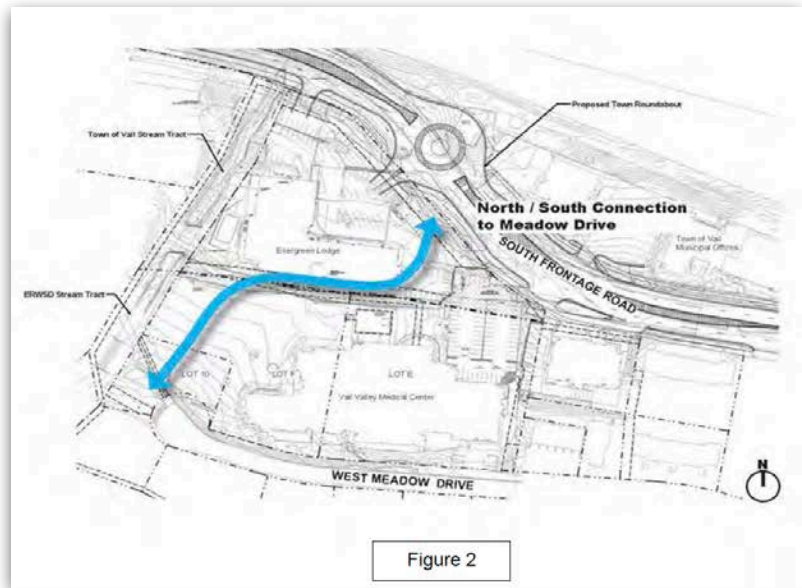 Proposed Town Roundabout
Town of Vail Stream Tract
North / South Connection
to Meadow Drive
Town of Vail
Municipal Offices
Evergreen Lodge
SOUTH FRONTAGE ROAD
ERWSD Stream Tract
LOT 10
LOT F
LOT E
Vail Valley Medical Center
WEST MEADOW DRIVE
N
Figure 2